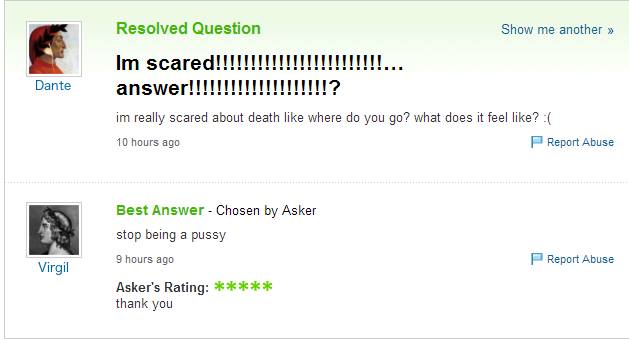 Resolved Question
Show me another »
Im scared!!!!!!!!!!!!!!!!!!!!!!!!...
answer!!!!!!!!!!!!!!!!!!!!?
Dante
im really scared about death like where do you go? what does it feel like? :(
10 hours ago
Report Abuse
Best Answer - Chosen by Asker
stop being a pussy
Virgil
9 hours ago
Report Abuse
Asker's Rating: *****
thank you